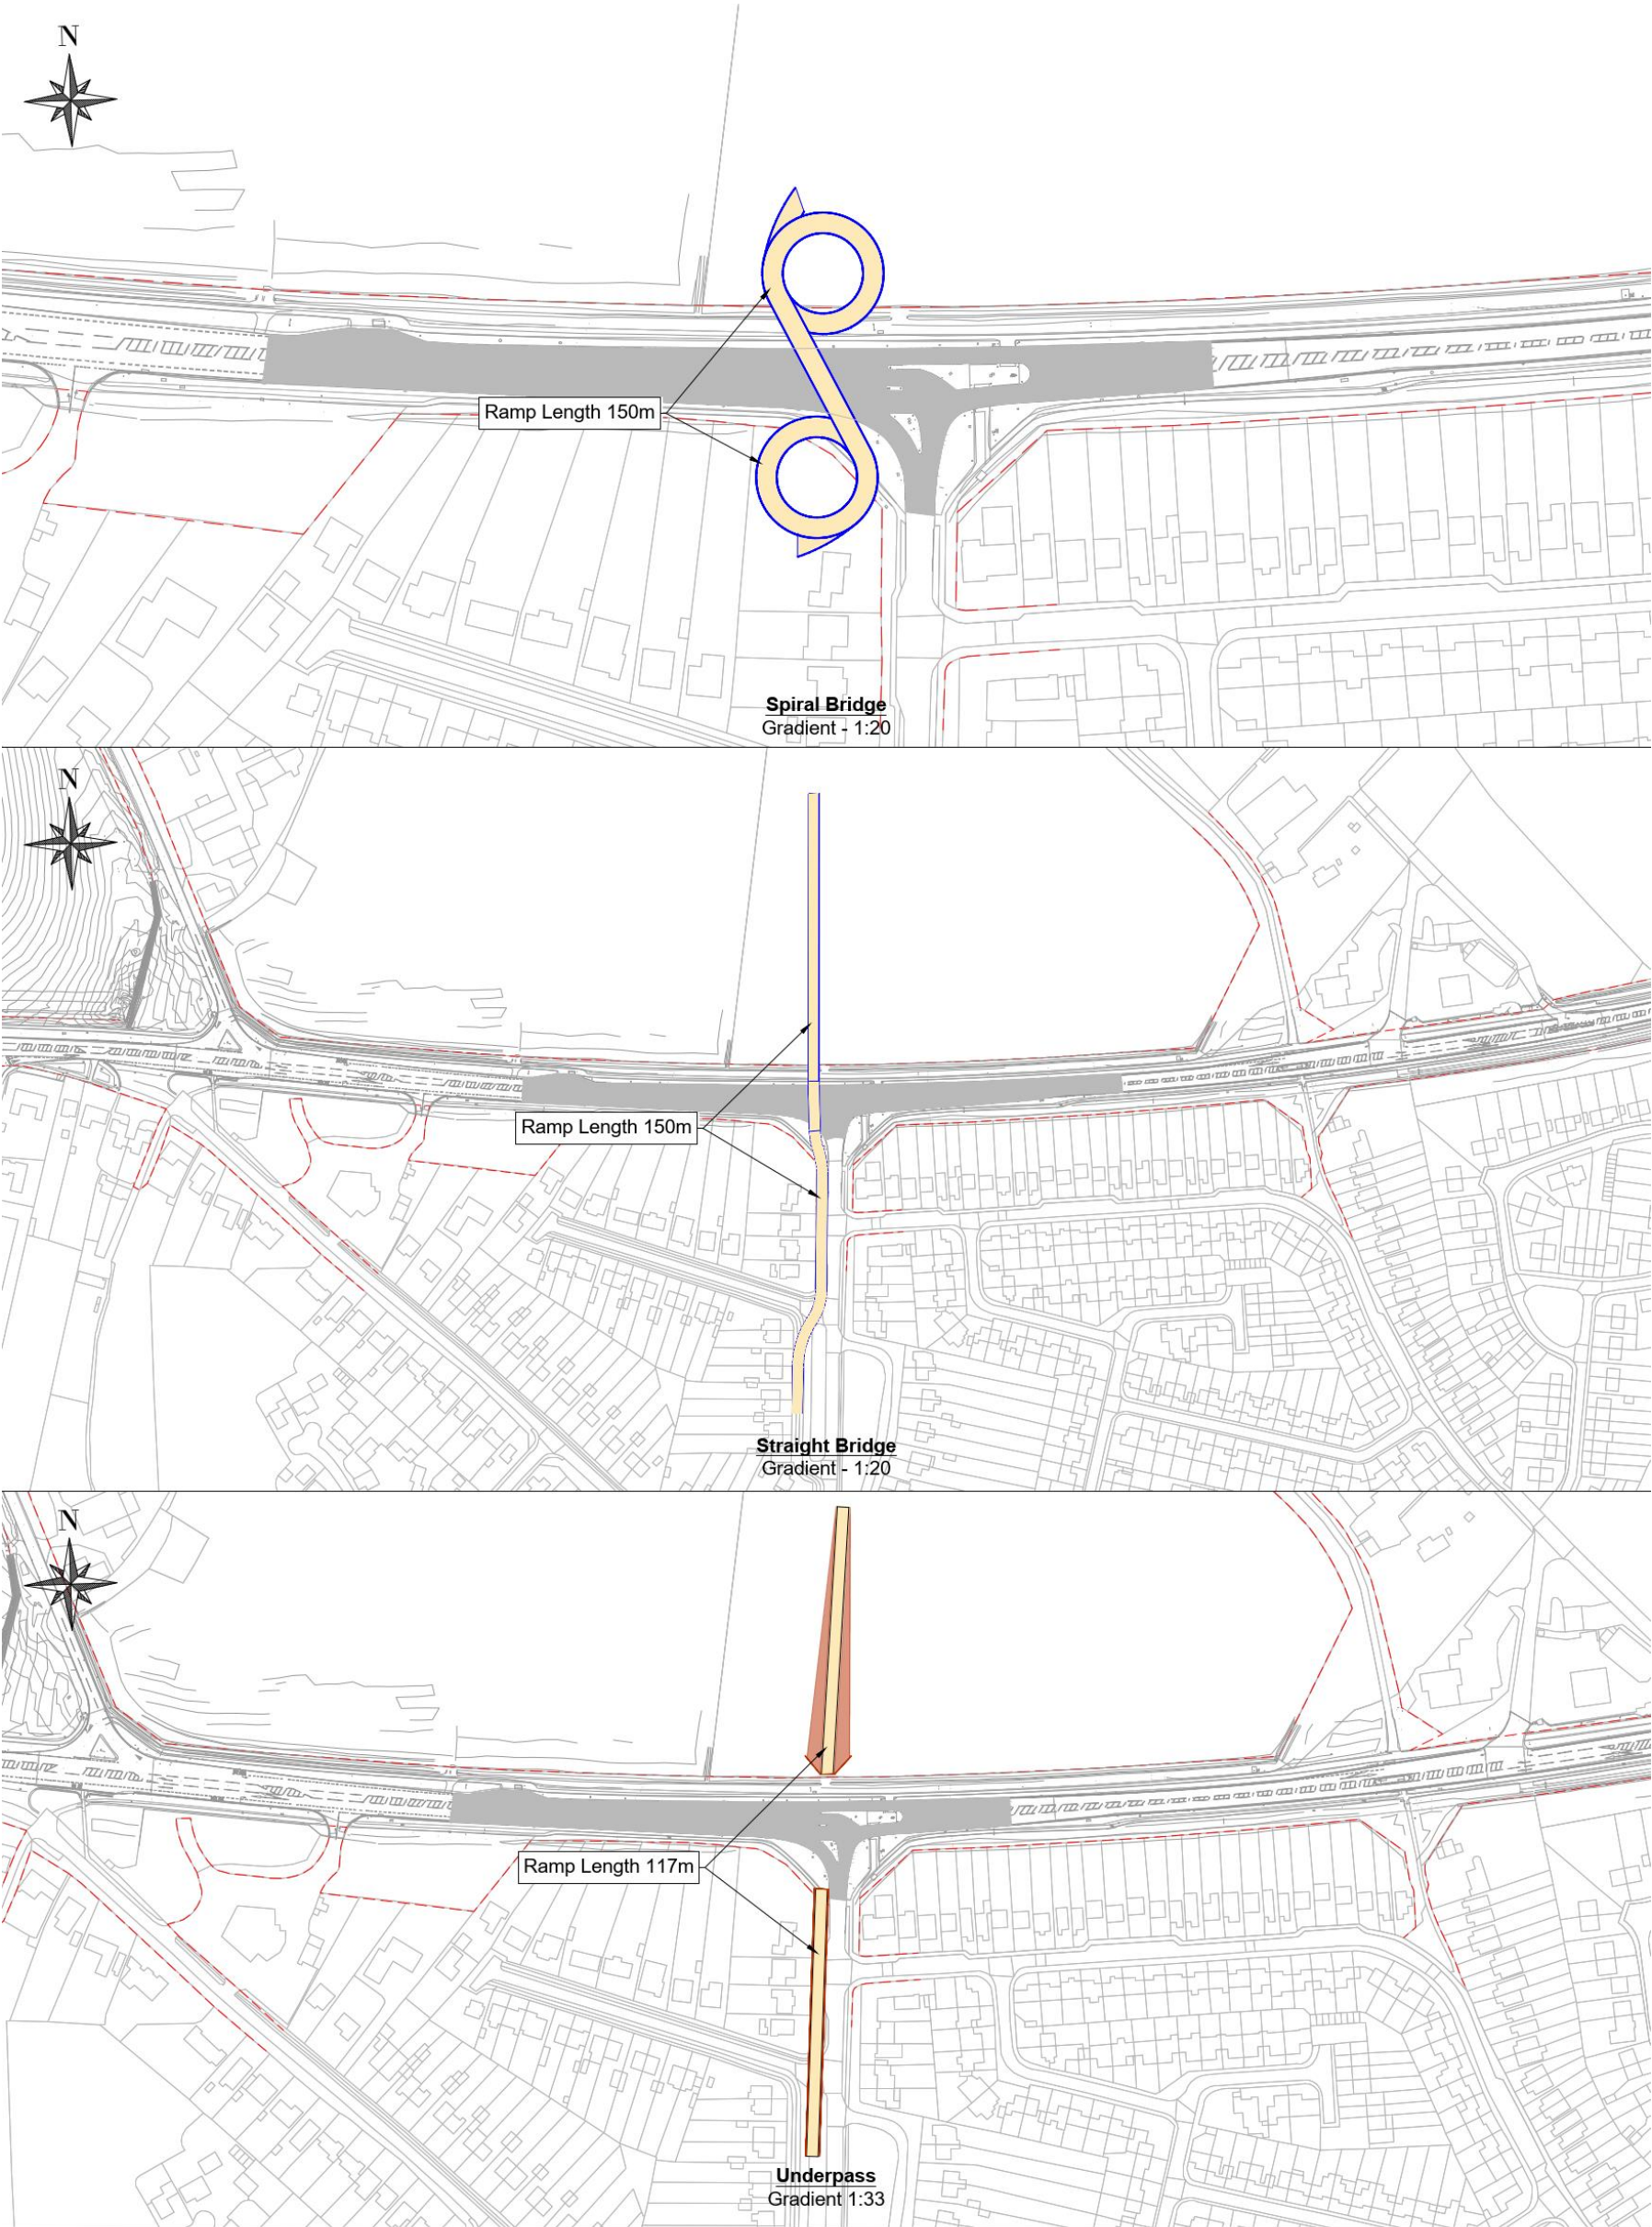 N
Ramp Length 150m
Spiral Bridge
Gradient - 1:20
N
Ramp Length 150m
Straight Bridge
Gradient - 1:20
N
Ramp Length 117m
Underpass
Gradient 1:33